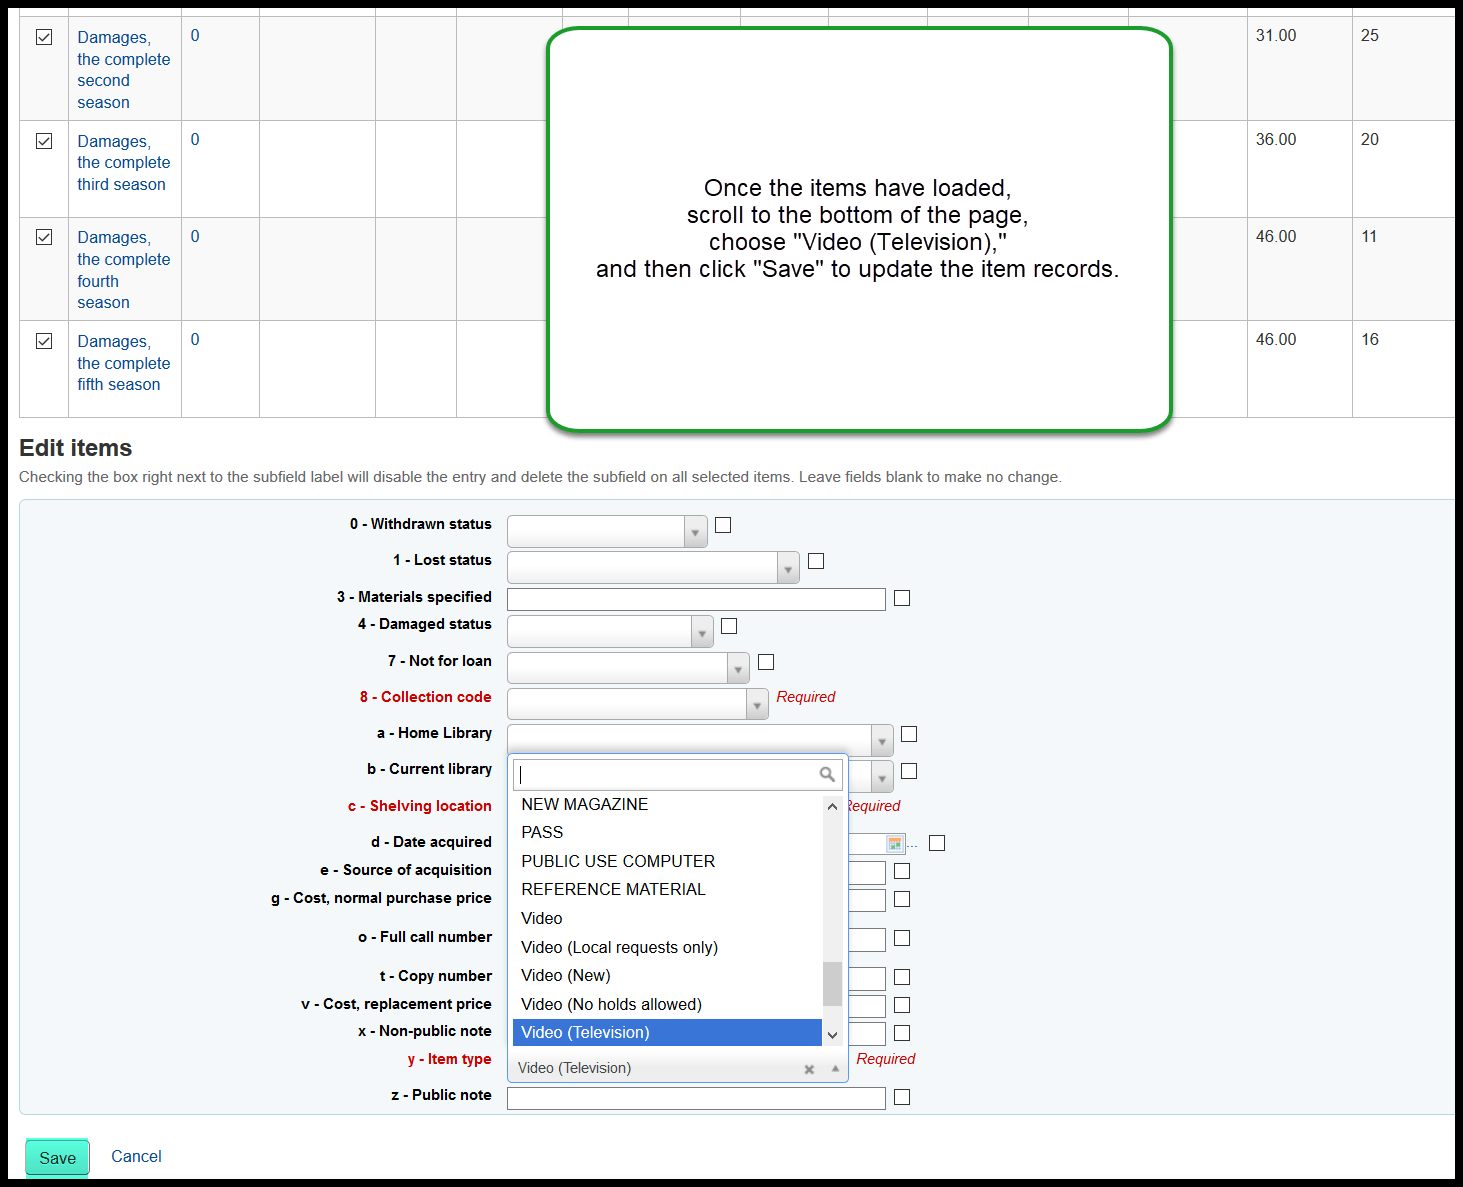 Damages,
the complete
second
season
0
31.00
25
Damages,
the complete
third season
0
36.00
20
Damages,
the complete
fourth
season
0
46.00
11
Damages,
the complete
fifth season
0
46.00
16
Once the items have loaded,
scroll to the bottom of the page,
choose "Video (Television),"
and then click "Save" to update the item records.
Edit items
Checking the box right next to the subfield label will disable the entry and delete the subfield on all selected items. Leave fields blank to make no change.
0 - Withdrawn status
1 - Lost status
3 - Materials specified
4 - Damaged status
7 - Not for loan
8 - Collection code Required
a - Home Library
b - Current library
c - Shelving location Required
d - Date acquired ...
e - Source of acquisition
g - Cost, normal purchase price
o - Full call number
t - Copy number
v - Cost, replacement price
x - Non-public note
y - Item type Required
z - Public note
NEW MAGAZINE
PASS
PUBLIC USE COMPUTER
REFERENCE MATERIAL
Video
Video (Local requests only)
Video (New)
Video (No holds allowed)
Video (Television)
Video (Television)
Save Cancel